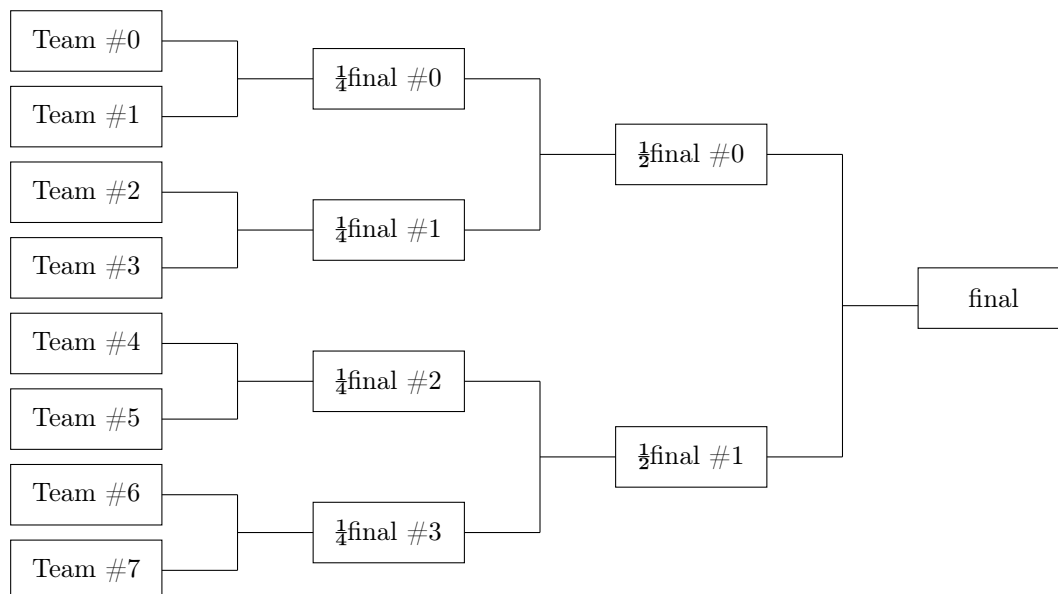 Team #0
Team #1
Team #2
Team #3
Team #4
Team #5
Team #6
Team #7
¼final #0
¼final #1
¼final #2
¼final #3
½final #0
½final #1
final